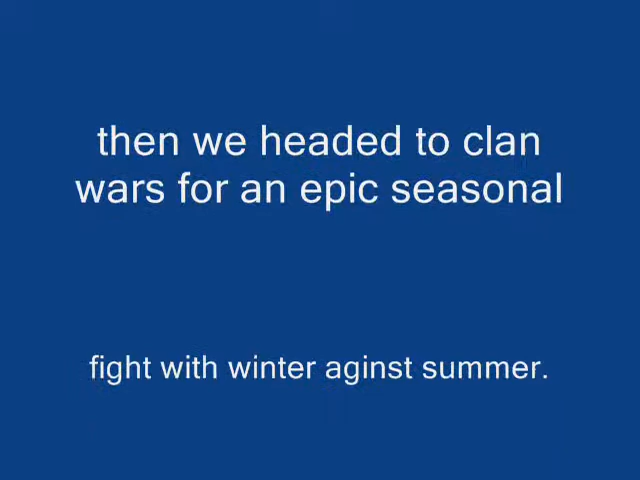 then we headed to clan
wars for an epic seasonal
fight with winter aginst summer.